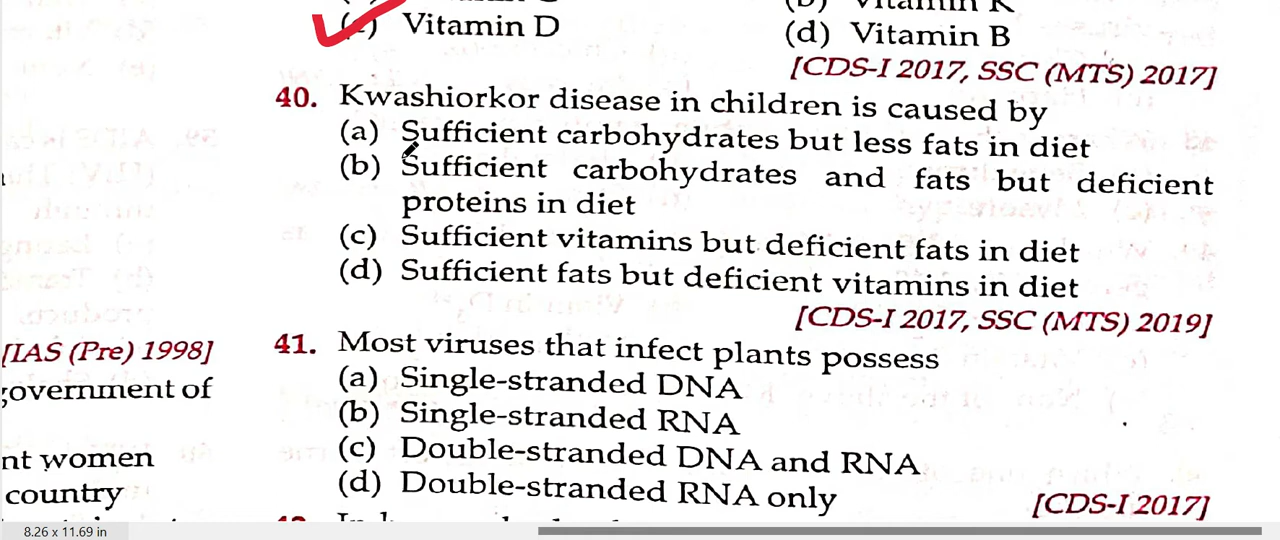 (c) Vitamin D
(d) Vitamin B
[CDS-I 2017, SSC (MTS) 2017]
40. Kwashiorkor disease in children is caused by
(a) Sufficient carbohydrates but less fats in diet
(b) Sufficient carbohydrates and fats but deficient
proteins in diet
(c) Sufficient vitamins but deficient fats in diet
(d) Sufficient fats but deficient vitamins in diet
[CDS-I 2017, SSC (MTS) 2019]
[IAS (Pre) 1998]
government of
nt women
country
41. Most viruses that infect plants possess
(a) Single-stranded DNA
(b) Single-stranded RNA
(c) Double-stranded DNA and RNA
(d) Double-stranded RNA only
[CDS-I 2017]
8.26 x 11.69 in